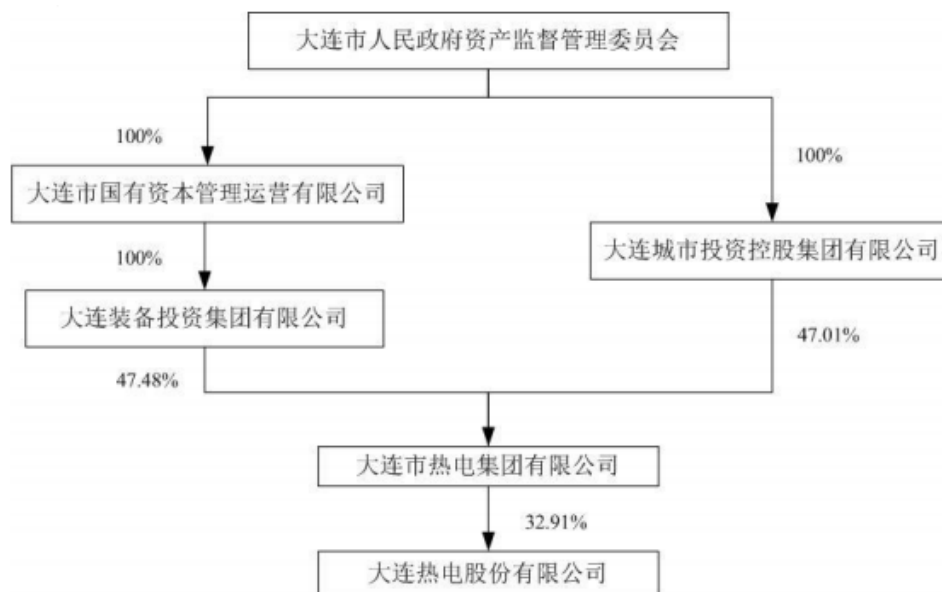 大连市人民政府资产监督管理委员会
100%
100%
大连市国有资本管理运营有限公司
大连城市投资控股集团有限公司
100%
大连装备投资集团有限公司
47.01%
47.48%
大连市热电集团有限公司
32.91%
大连热电股份有限公司